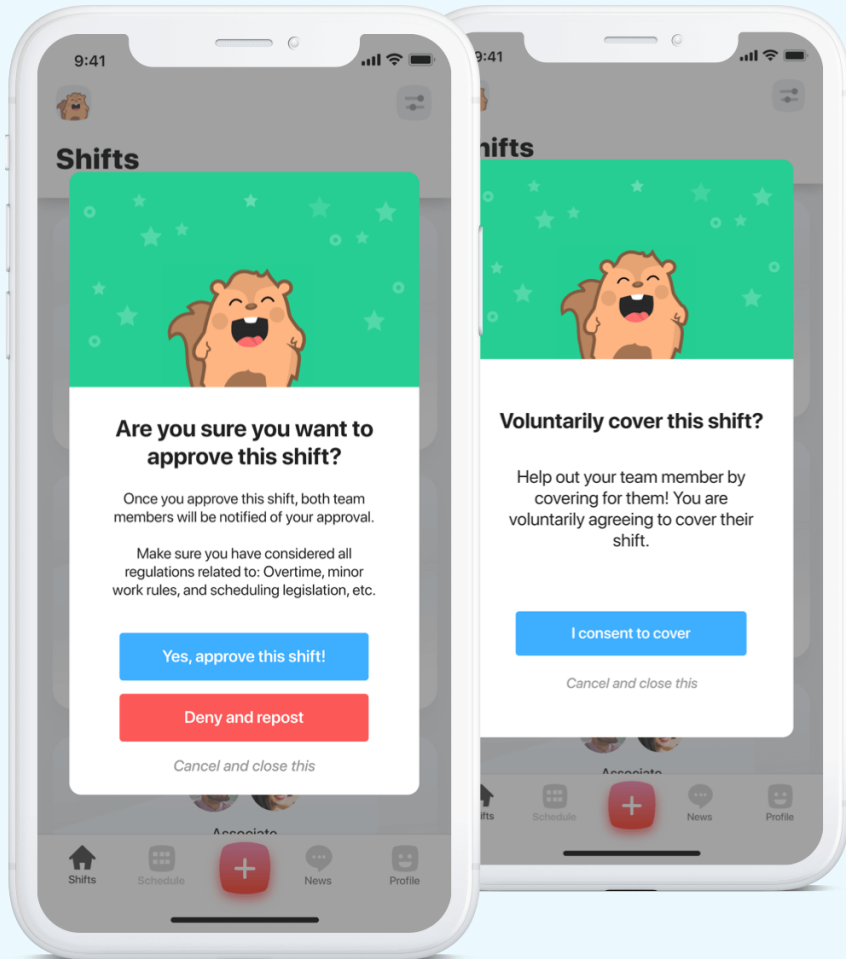 9:41
Shifts
Are you sure you want to
approve this shift?
Once you approve this shift, both team
members will be notified of your approval.
Make sure you have considered all
regulations related to: Overtime, minor
work rules, and scheduling legislation, etc.
Yes, approve this shift!
Deny and repost
Cancel and close this
Associate
Shifts
Schedule
News
Profile
9:41
hifts
Voluntarily cover this shift?
Help out your team member by
covering for them! You are
voluntarily agreeing to cover their
shift.
I consent to cover
Cancel and close this
Associate
ifts
Schedule
News
Profile